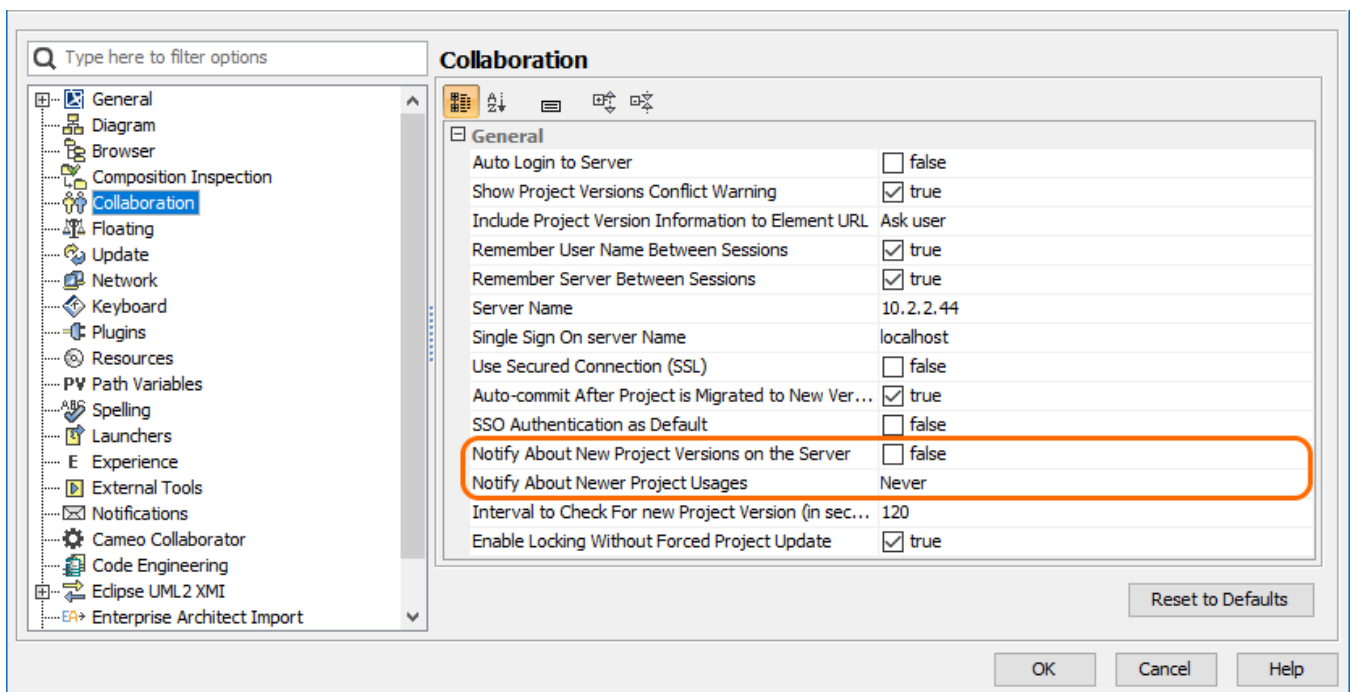 Type here to filter options
General
Diagram
Browser
Composition Inspection
Collaboration
Floating
Update
Network
Keyboard
Plugins
Resources
PV Path Variables
ABC Spelling
Launchers
E Experience
External Tools
Notifications
Cameo Collaborator
Code Engineering
Eclipse UML2 XMI
EA Enterprise Architect Import
Collaboration
A Z
General
Auto Login to Server false
Show Project Versions Conflict Warning true
Include Project Version Information to Element URL Ask user
Remember User Name Between Sessions true
Remember Server Between Sessions true
Server Name 10.2.2.44
Single Sign On server Name localhost
Use Secured Connection (SSL) false
Auto-commit After Project is Migrated to New Ver... true
SSO Authentication as Default false
Notify About New Project Versions on the Server false
Notify About Newer Project Usages Never
Interval to Check For new Project Version (in sec... 120
Enable Locking Without Forced Project Update true
Reset to Defaults
OK Cancel Help